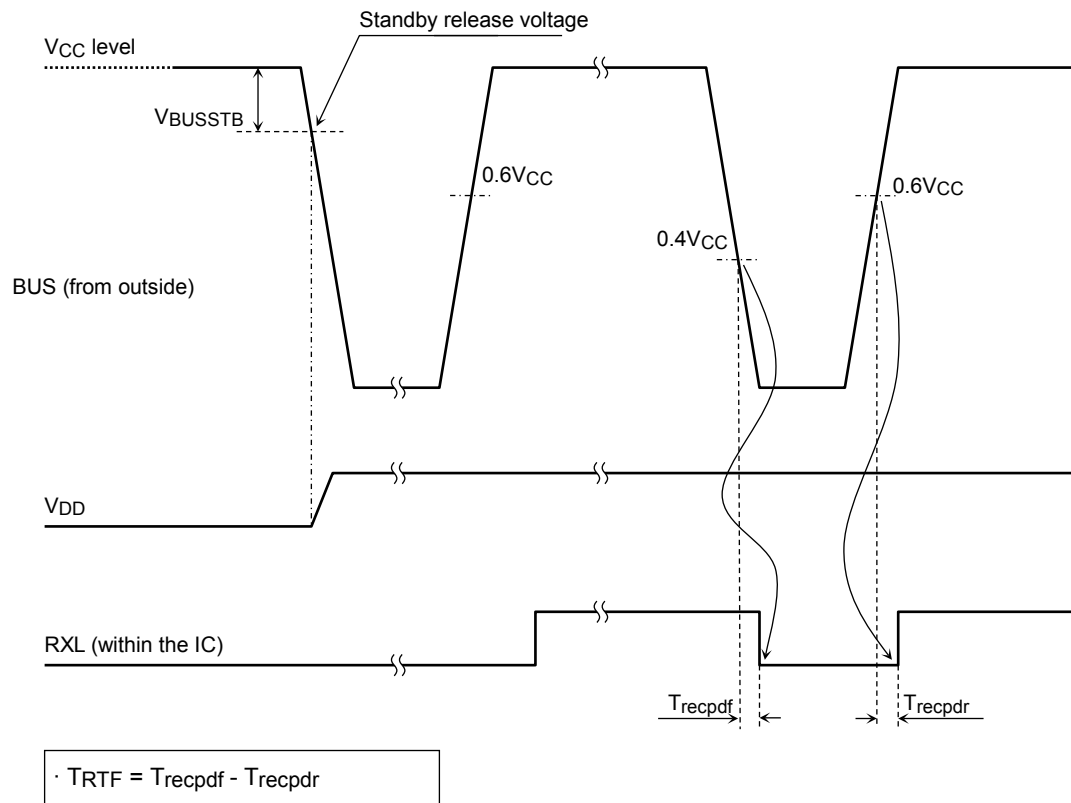 Standby release voltage
VCC level
VBUSSTB
0.6VCC
0.6VCC
0.4VCC
BUS (from outside)
VDD
RXL (within the IC)
Trecpdf
Trecpdr
· TRTF = Trecpdf - Trecpdr